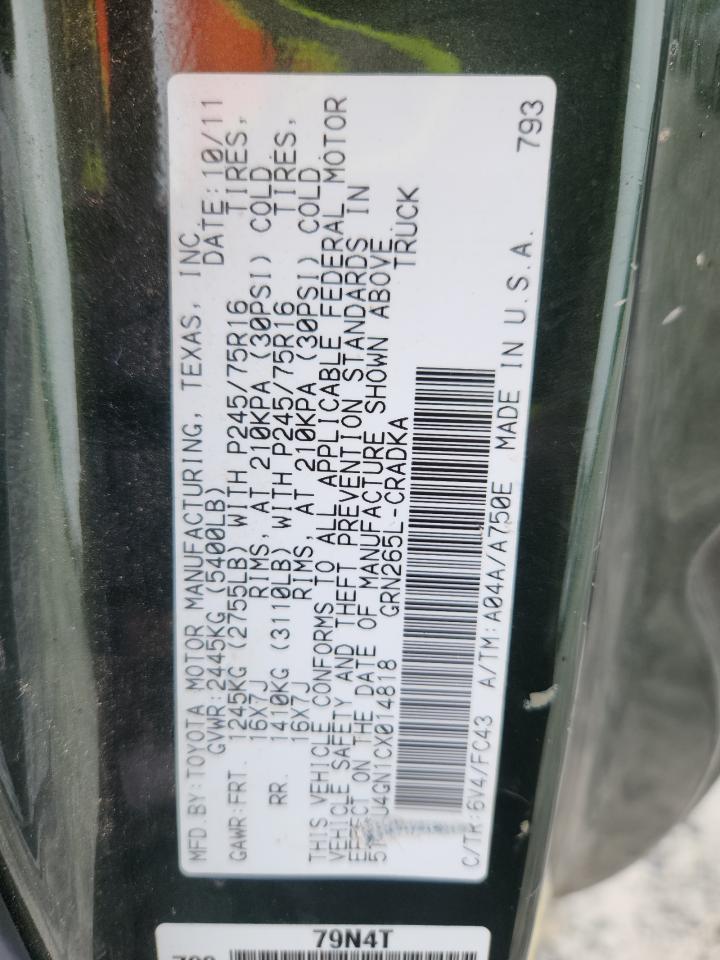 MFD.BY:TOYOTA MOTOR MANUFACTURING, TEXAS, INC.
GVWR:2445KG (5400LB) DATE:10/11
GAWR:FRT. 1245KG (2755LB) WITH P245/75R16 TIRES,
16X7J RIMS, AT 210KPA (30PSI) COLD
RR. 1410KG (3110LB) WITH P245/75R16 TIRES,
16X7J RIMS, AT 210KPA (30PSI) COLD.
THIS VEHICLE CONFORMS TO ALL APPLICABLE FEDERAL MOTOR
VEHICLE SAFETY AND THEFT PREVENTION STANDARDS IN
EFFECT ON THE DATE OF MANUFACTURE SHOWN ABOVE.
GRN265L-CRADKA TRUCK
C/TR:6V4/FC43 A/TM:A04A/A750E MADE IN U.S.A. 793
79N4T